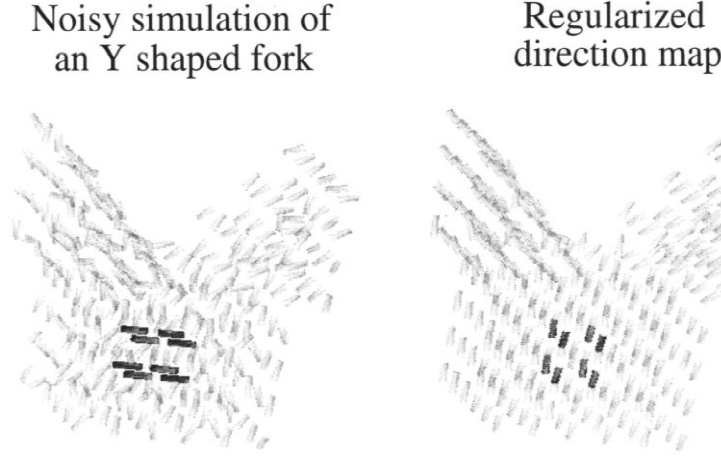 Noisy simulation of
an Y shaped fork
Regularized
direction map